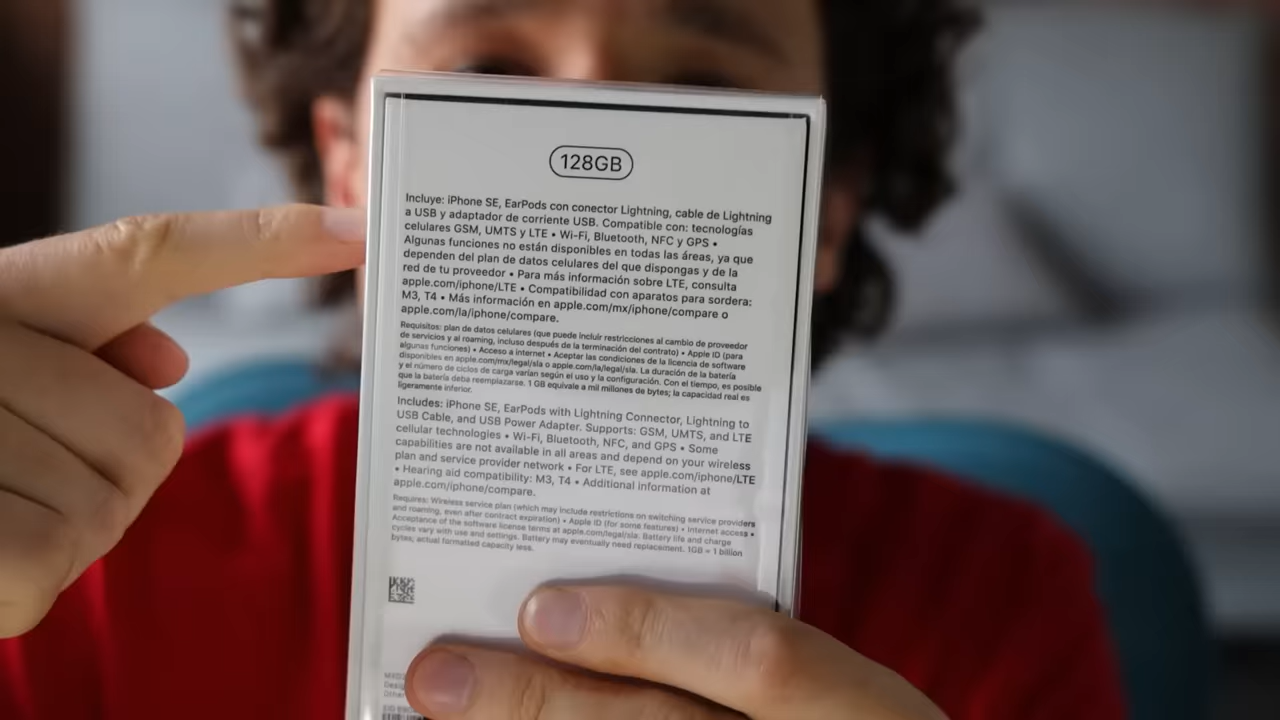 128GB
Incluye: iPhone SE, EarPods con conector Lightning, cable de Lightning
a USB y adaptador de corriente USB. Compatible con: tecnologías
celulares GSM, UMTS y LTE • Wi-Fi, Bluetooth, NFC y GPS •
Algunas funciones no están disponibles en todas las áreas, ya que
dependen del plan de datos celulares del que dispongas y de la
red de tu proveedor • Para más información sobre LTE, consulta
apple.com/iphone/LTE • Compatibilidad con aparatos para sordera:
M3, T4 • Más información en apple.com/mx/iphone/compare o
apple.com/la/iphone/compare.
Requisitos: plan de datos celulares (que puede incluir restricciones al cambio de proveedor
de servicios y al roaming, incluso después de la terminación del contrato) • Apple ID (para
algunas funciones) • Acceso a internet • Aceptar las condiciones de la licencia de software
disponibles en apple.com/mx/legal/sla o apple.com/la/legal/sla. La duración de la batería
y el número de ciclos de carga varían según el uso y la configuración. Con el tiempo, es posible
que la batería deba reemplazarse. 1 GB equivale a mil millones de bytes; la capacidad real es
ligeramente inferior.
Includes: iPhone SE, EarPods with Lightning Connector, Lightning to
USB Cable, and USB Power Adapter. Supports: GSM, UMTS, and LTE
cellular technologies • Wi-Fi, Bluetooth, NFC, and GPS • Some
capabilities are not available in all areas and depend on your wireless
plan and service provider network • For LTE, see apple.com/iphone/LTE
• Hearing aid compatibility: M3, T4 • Additional information at
apple.com/iphone/compare.
Requires: Wireless service plan (which may include restrictions on switching service providers
and roaming, even after contract expiration) • Apple ID (for some features) • Internet access •
Acceptance of the software license terms at apple.com/legal/sla. Battery life and charge
cycles vary with use and settings. Battery may eventually need replacement. 1GB = 1 billion
bytes; actual formatted capacity less.